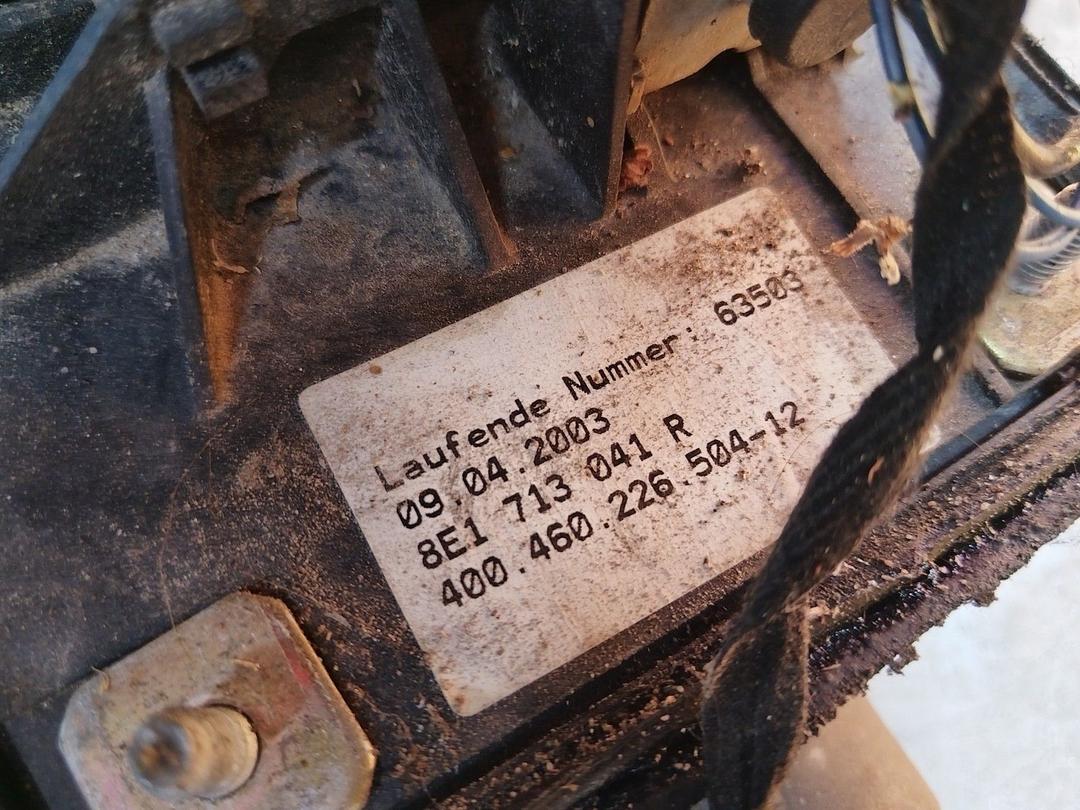 Laufende Nummer: 63503
09.04.2003
8E1 713 041 R
400.460.226.504-12